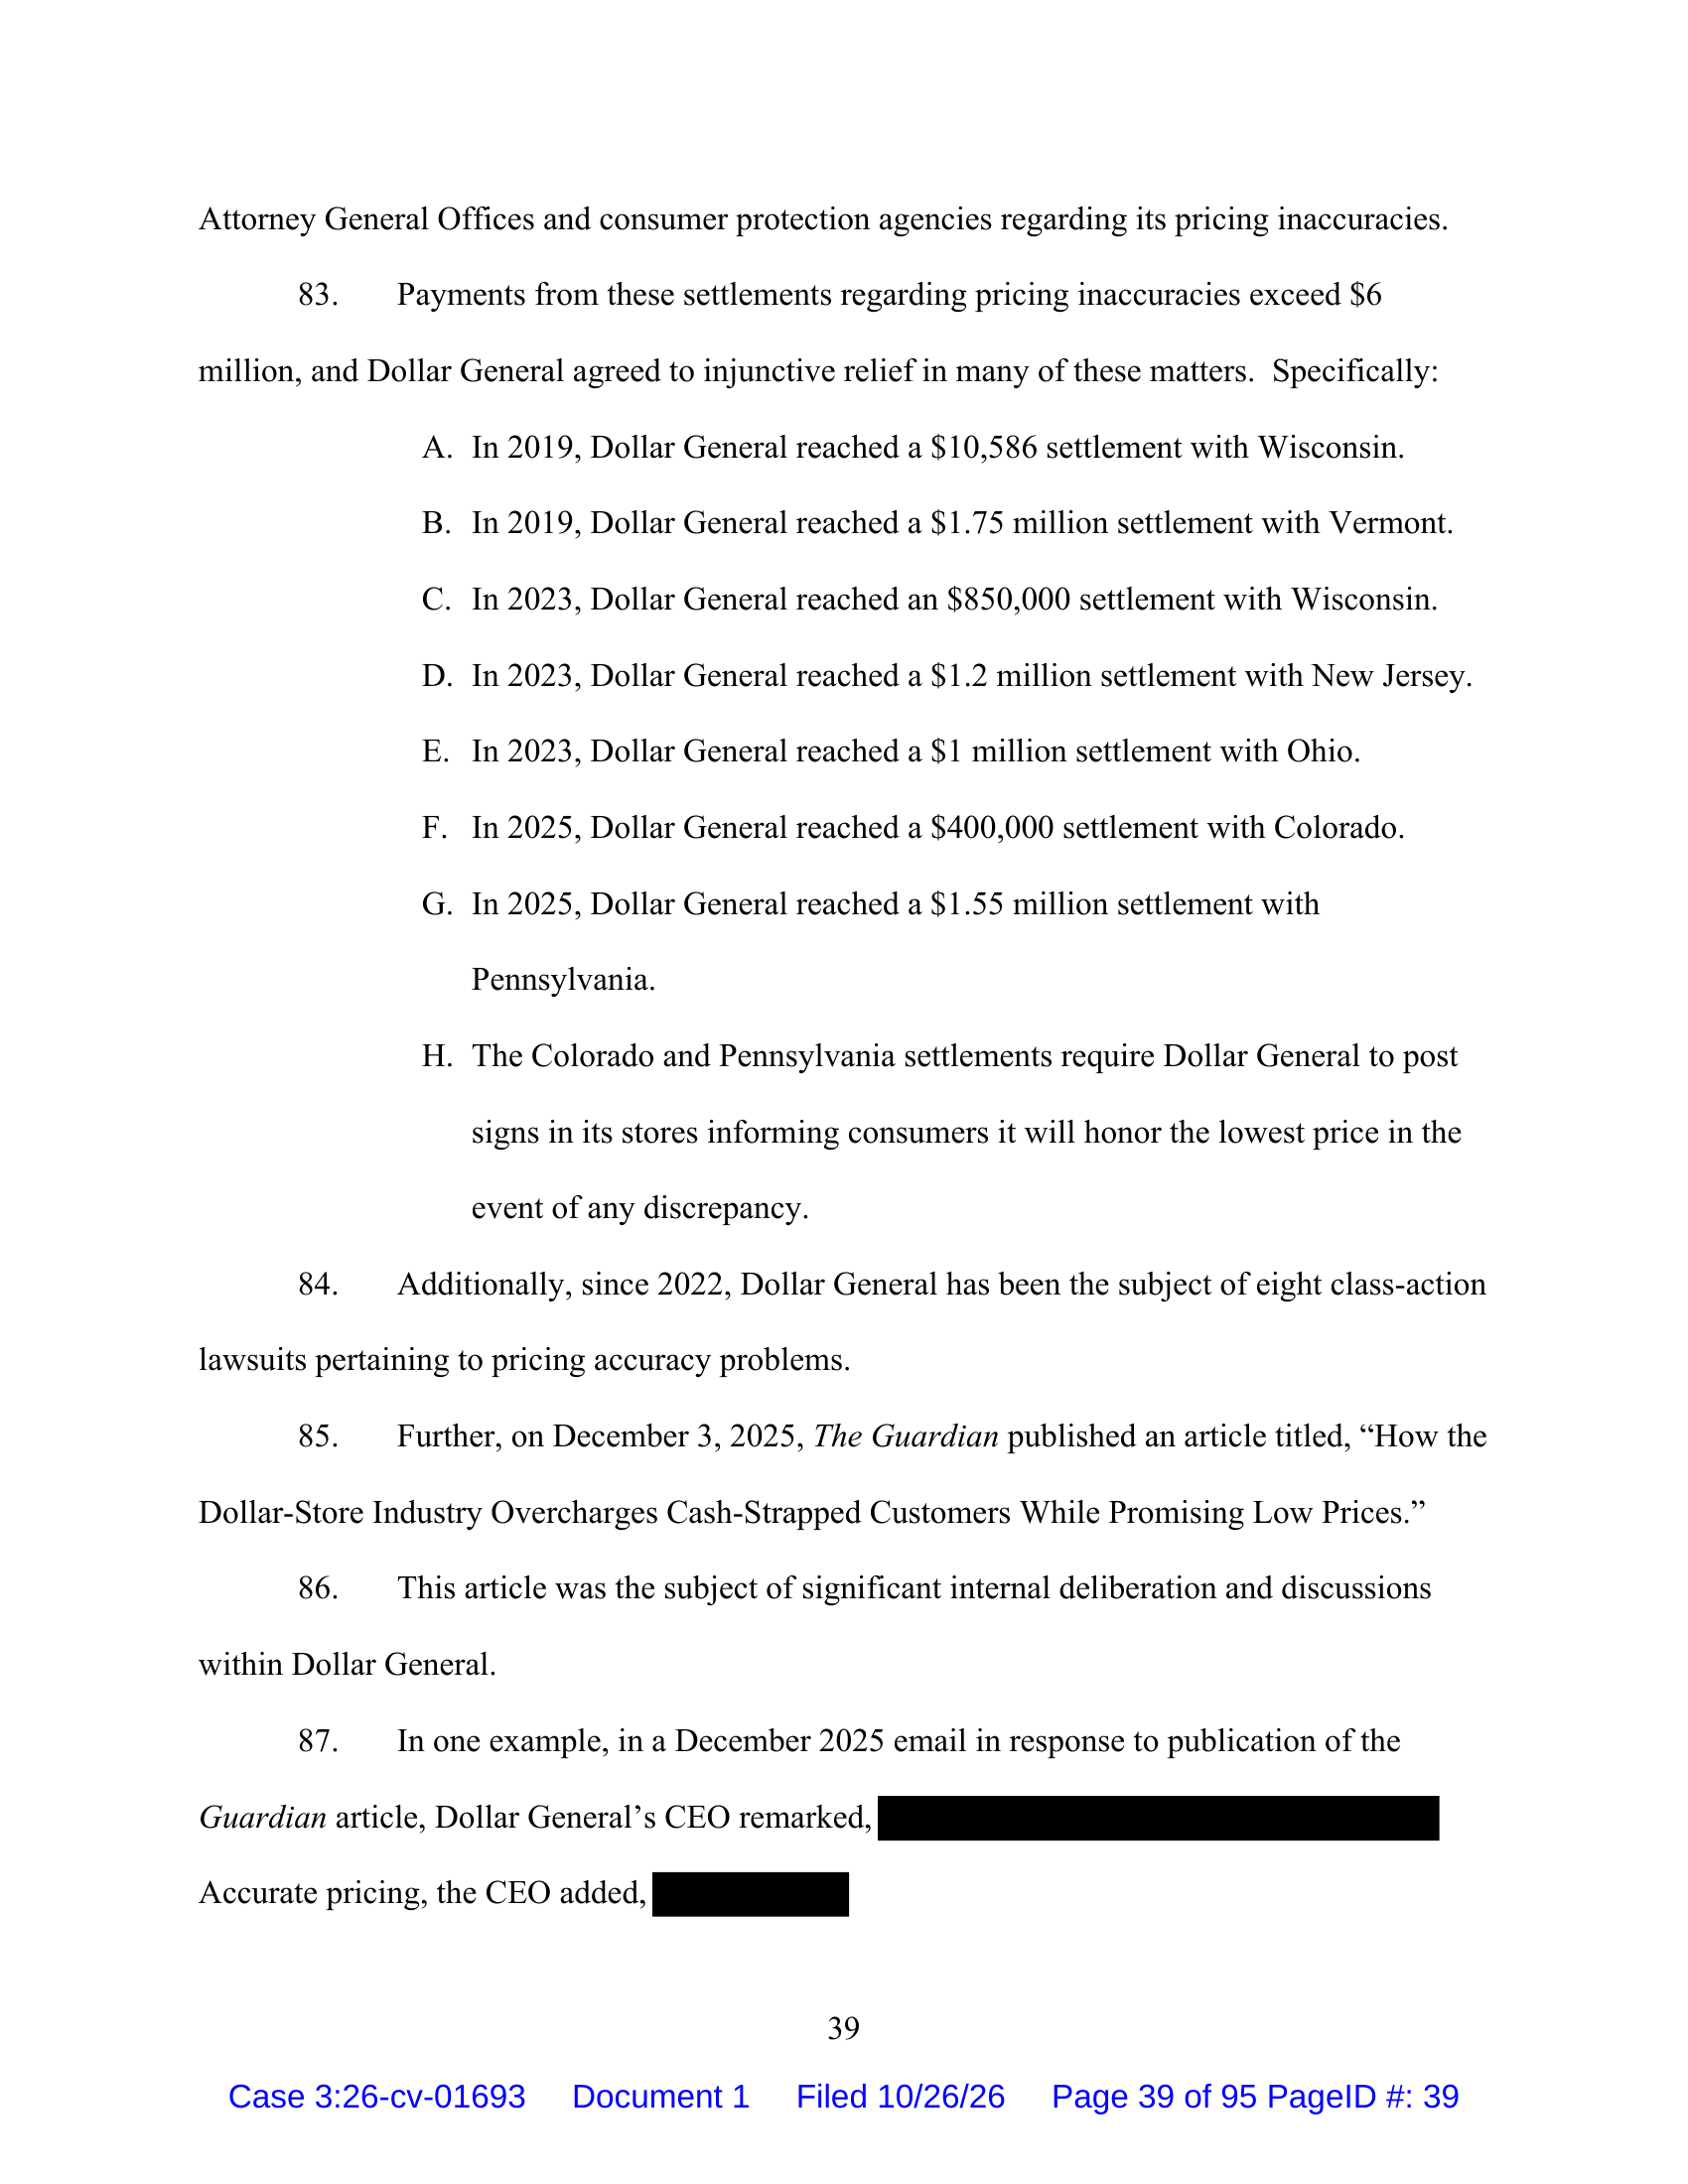 Attorney General Offices and consumer protection agencies regarding its pricing inaccuracies.
83. Payments from these settlements regarding pricing inaccuracies exceed $6
million, and Dollar General agreed to injunctive relief in many of these matters.  Specifically:
A. In 2019, Dollar General reached a $10,586 settlement with Wisconsin.
B. In 2019, Dollar General reached a $1.75 million settlement with Vermont.
C. In 2023, Dollar General reached an $850,000 settlement with Wisconsin.
D. In 2023, Dollar General reached a $1.2 million settlement with New Jersey.
E. In 2023, Dollar General reached a $1 million settlement with Ohio.
F. In 2025, Dollar General reached a $400,000 settlement with Colorado.
G. In 2025, Dollar General reached a $1.55 million settlement with
Pennsylvania.
H. The Colorado and Pennsylvania settlements require Dollar General to post
signs in its stores informing consumers it will honor the lowest price in the
event of any discrepancy.
84. Additionally, since 2022, Dollar General has been the subject of eight class-action
lawsuits pertaining to pricing accuracy problems.
85. Further, on December 3, 2025, The Guardian published an article titled, “How the
Dollar-Store Industry Overcharges Cash-Strapped Customers While Promising Low Prices.”
86. This article was the subject of significant internal deliberation and discussions
within Dollar General.
87. In one example, in a December 2025 email in response to publication of the
Guardian article, Dollar General’s CEO remarked,
Accurate pricing, the CEO added,
39
Case 3:26-cv-01693 Document 1 Filed 10/26/26 Page 39 of 95 PageID #: 39